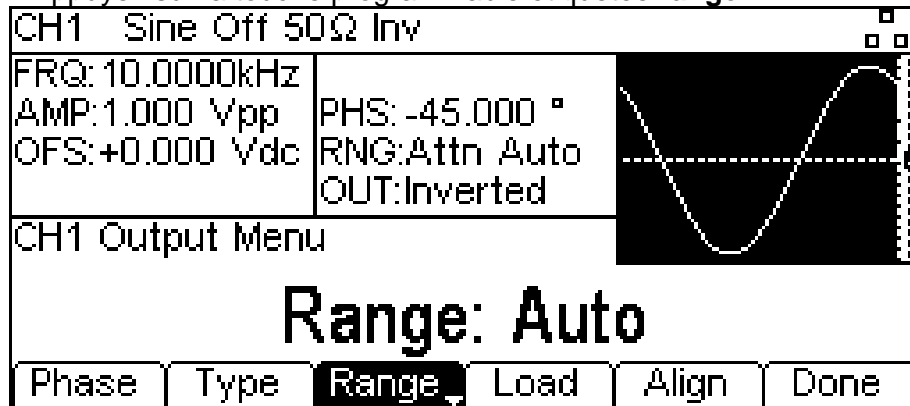 CH1 Sine Off 50Ω Inv
FRQ:10.0000kHz
AMP:1.000 Vpp
OFS:+0.000 Vdc
PHS:-45.000 °
RNG:Attn Auto
OUT:Inverted
CH1 Output Menu
Range: Auto
Phase Type Range Load Align Done